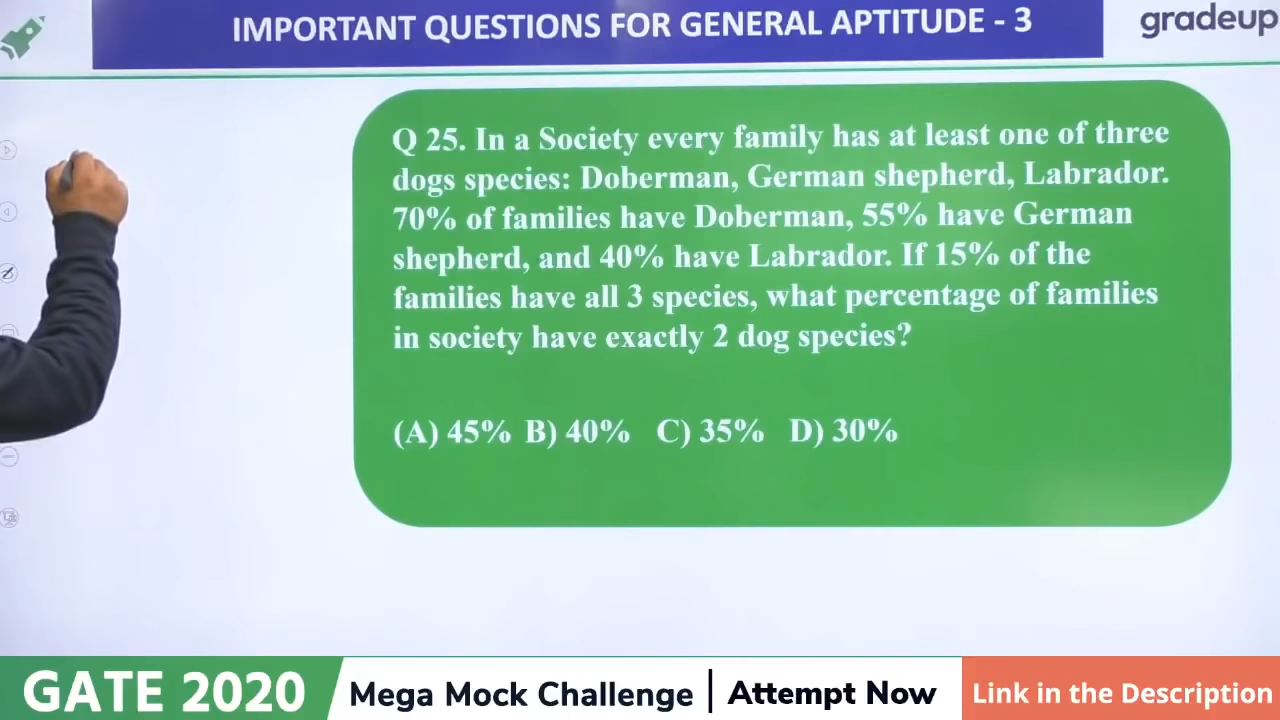 IMPORTANT QUESTIONS FOR GENERAL APTITUDE - 3
gradeup
Q 25. In a Society every family has at least one of three
dogs species: Doberman, German shepherd, Labrador.
70% of families have Doberman, 55% have German
shepherd, and 40% have Labrador. If 15% of the
families have all 3 species, what percentage of families
in society have exactly 2 dog species?
(A) 45% B) 40% C) 35% D) 30%
GATE 2020
Mega Mock Challenge | Attempt Now
Link in the Description